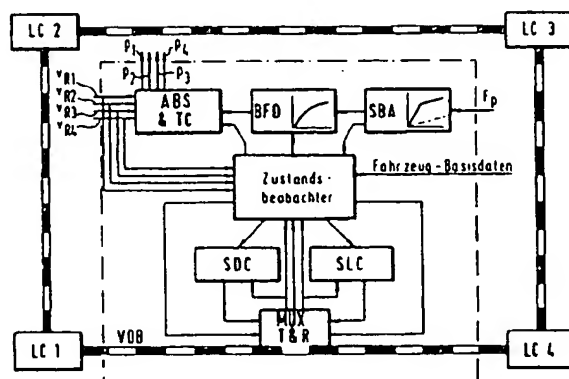 LC 2
LC 3
P1 P4
P2 P3
VR1
VR2
VR3
VR4
ABS
& TC
BFD
SBA
Fp
Fahrzeug-Basisdaten
Zustands-
beobachter
SDC
SLC
MUX
T & R
VOB
LC 1
LC 4